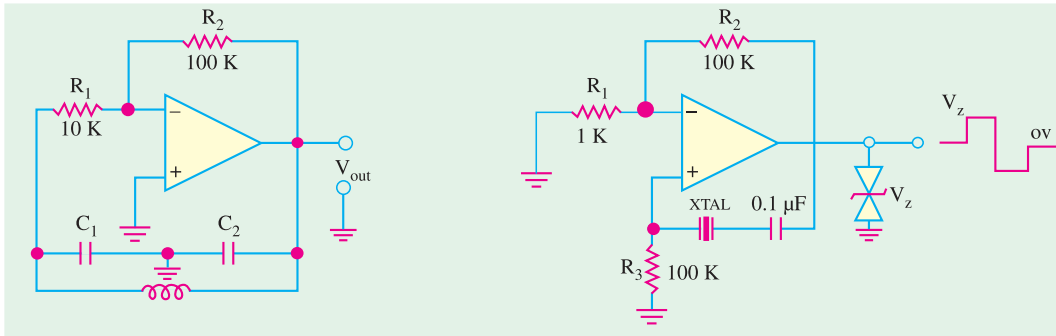 R2
100 K
R1
10 K
−
+
Vout
C1
C2
R2
100 K
R1
1 K
−
+
XTAL
0.1 μF
R3
100 K
Vz
Vz
ov